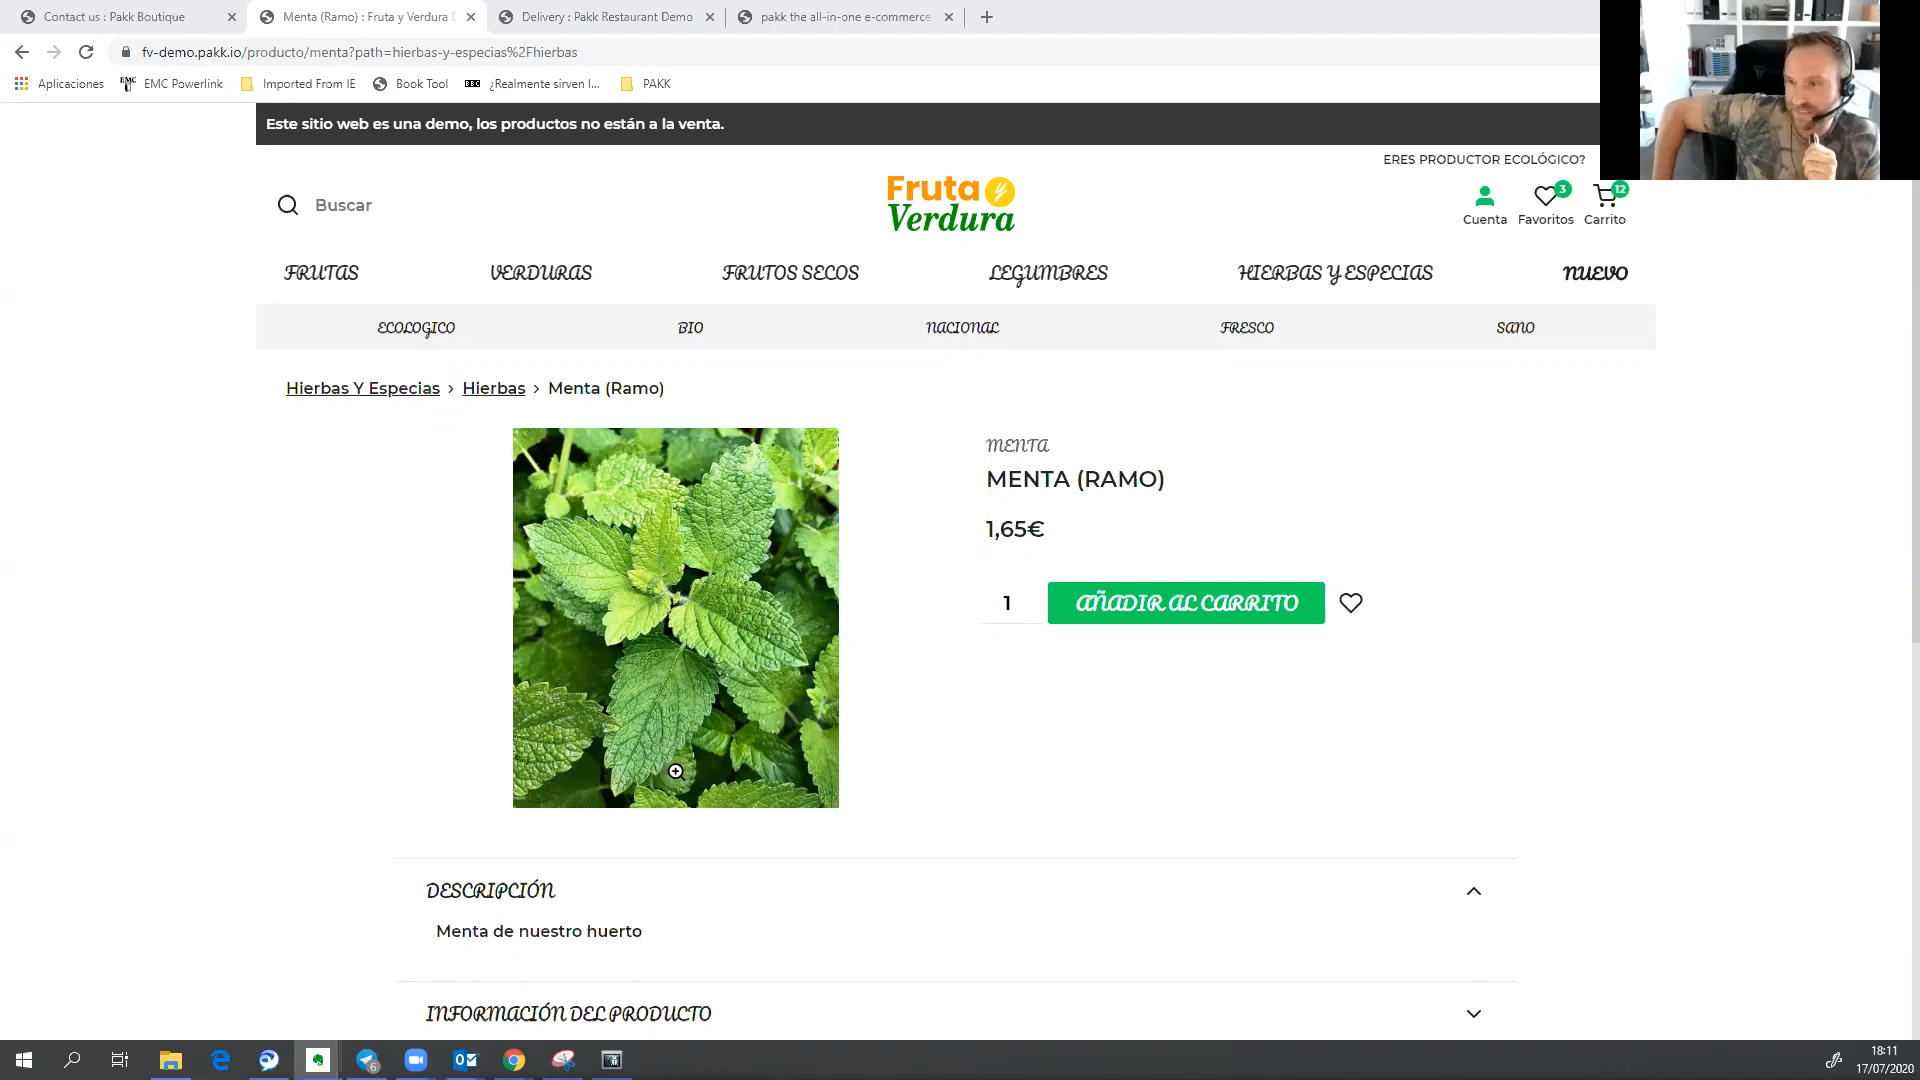 Contact us : Pakk Boutique
Menta (Ramo) : Fruta y Verdura D
Delivery : Pakk Restaurant Demo
pakk the all-in-one e-commerce
fv-demo.pakk.io/producto/menta?path=hierbas-y-especias%2Fhierbas
Aplicaciones
EMC EMC Powerlink
Imported From IE
Book Tool
BBC ¿Realmente sirven l...
PAKK
Este sitio web es una demo, los productos no están a la venta.
ERES PRODUCTOR ECOLÓGICO?
Buscar
Fruta
Verdura
Cuenta
3
Favoritos
12
Carrito
FRUTAS
VERDURAS
FRUTOS SECOS
LEGUMBRES
HIERBAS Y ESPECIAS
NUEVO
ECOLOGICO
BIO
NACIONAL
FRESCO
SANO
Hierbas Y Especias › Hierbas › Menta (Ramo)
MENTA
MENTA (RAMO)
1,65€
1
AÑADIR AL CARRITO
DESCRIPCIÓN
Menta de nuestro huerto
INFORMACIÓN DEL PRODUCTO
6
18:11
17/07/2020